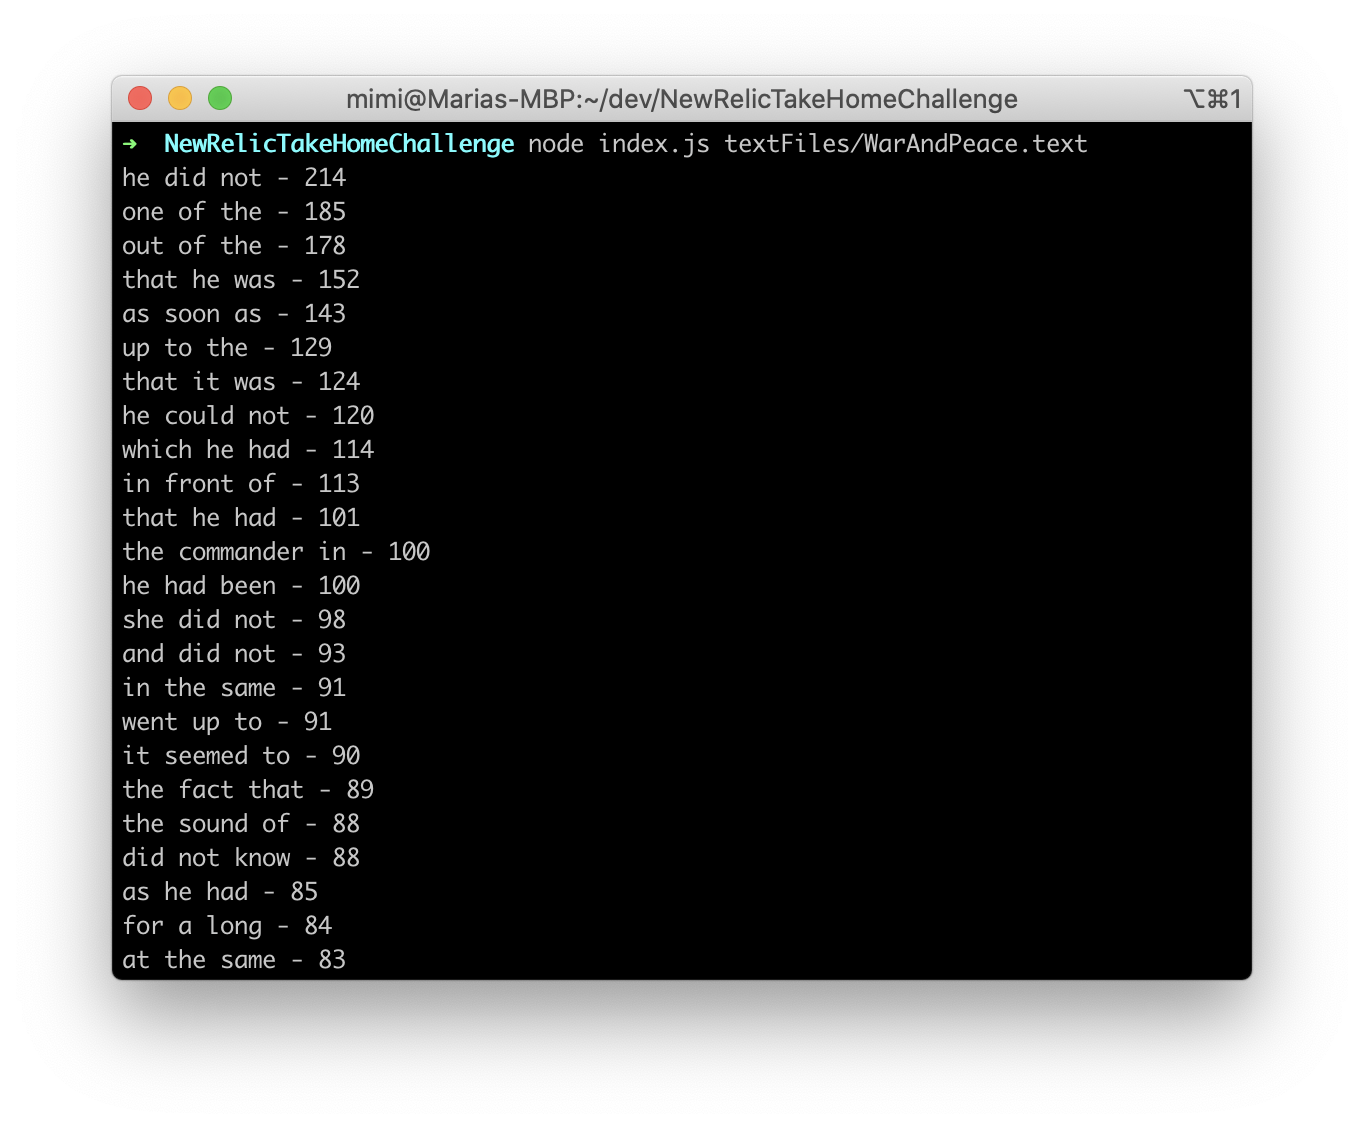 mimi@Marias-MBP:~/dev/NewRelicTakeHomeChallenge ⌥⌘1
➜ NewRelicTakeHomeChallenge node index.js textFiles/WarAndPeace.text
he did not - 214
one of the - 185
out of the - 178
that he was - 152
as soon as - 143
up to the - 129
that it was - 124
he could not - 120
which he had - 114
in front of - 113
that he had - 101
the commander in - 100
he had been - 100
she did not - 98
and did not - 93
in the same - 91
went up to - 91
it seemed to - 90
the fact that - 89
the sound of - 88
did not know - 88
as he had - 85
for a long - 84
at the same - 83